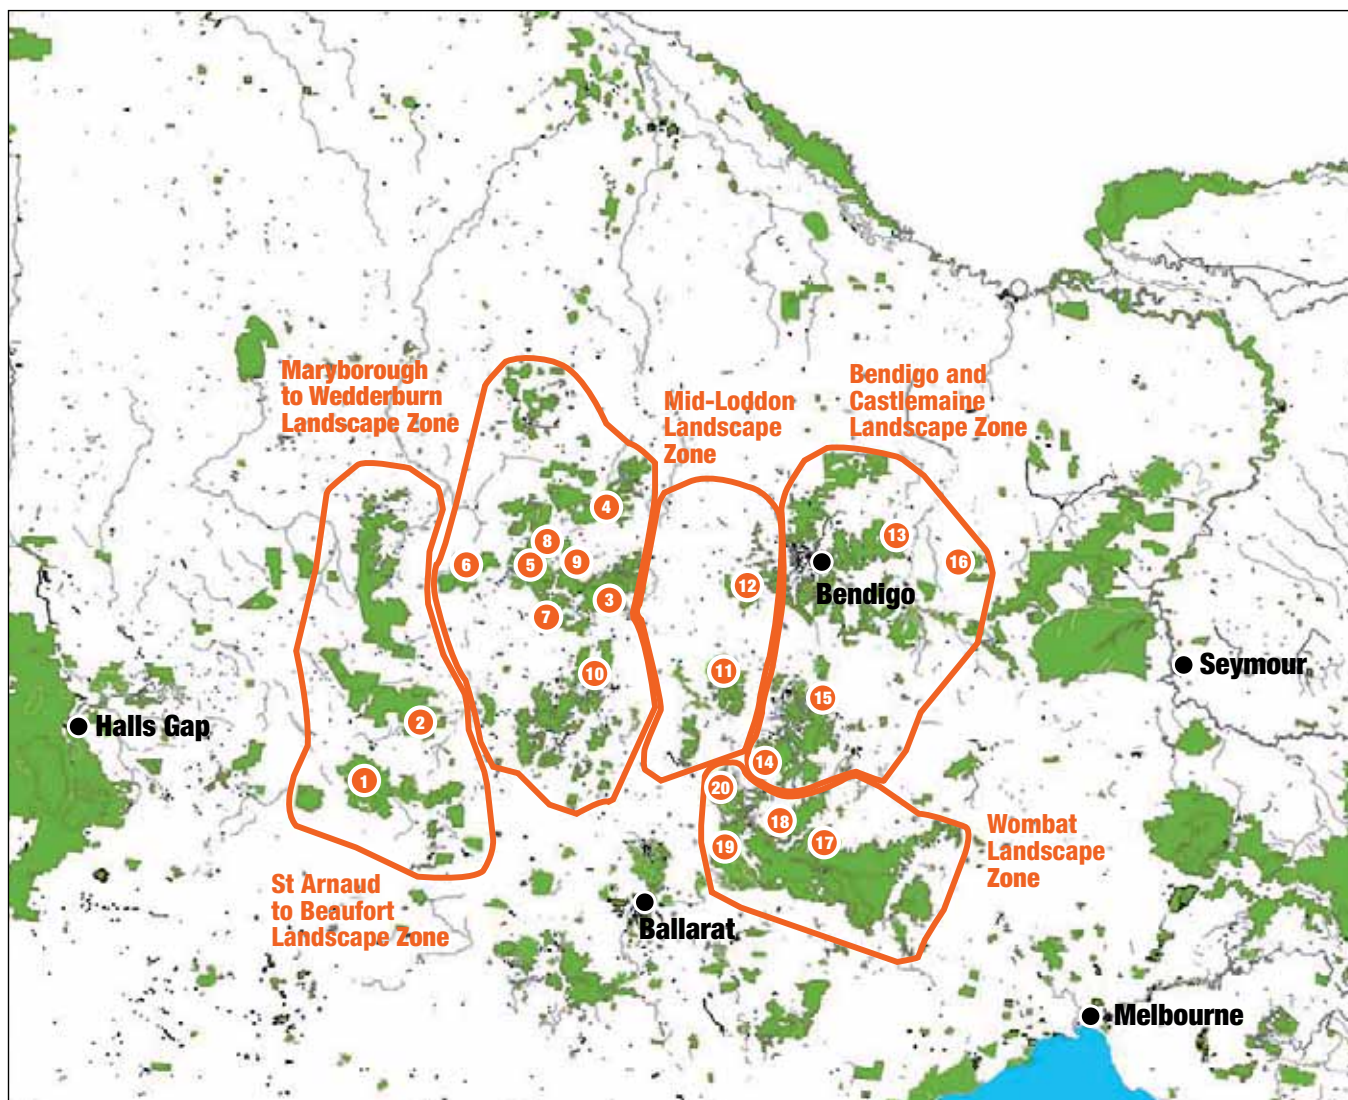 Maryborough
to Wedderburn
Landscape Zone
Mid-Loddon
Landscape
Zone
Bendigo and
Castlemaine
Landscape Zone
4
8
13
6
5
9
16
Bendigo
12
3
7
Seymour
11
10
15
2
Halls Gap
14
1
20
18
17
19
Wombat
Landscape
Zone
St Arnaud
to Beaufort
Landscape Zone
Ballarat
Melbourne